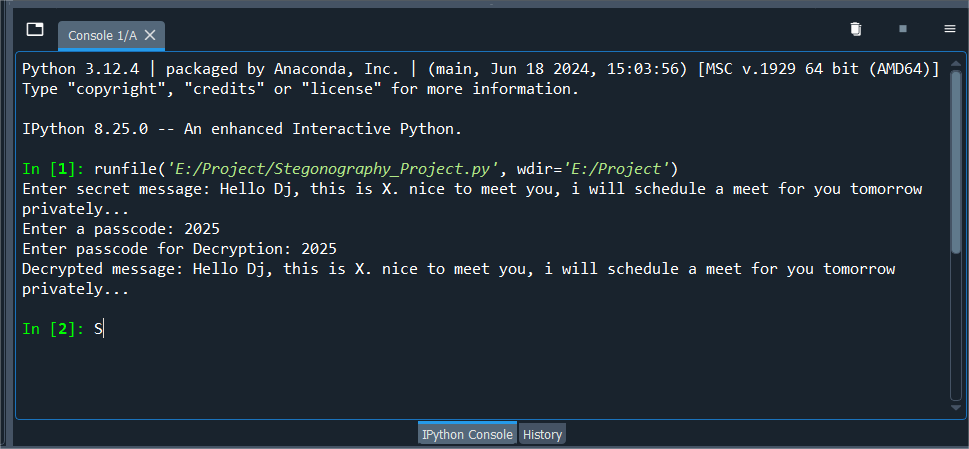 Console 1/A
Python 3.12.4 | packaged by Anaconda, Inc. | (main, Jun 18 2024, 15:03:56) [MSC v.1929 64 bit (AMD64)]
Type "copyright", "credits" or "license" for more information.
IPython 8.25.0 -- An enhanced Interactive Python.
In [1]: runfile('E:/Project/Stegonography_Project.py', wdir='E:/Project')
Enter secret message: Hello Dj, this is X. nice to meet you, i will schedule a meet for you tomorrow
privately...
Enter a passcode: 2025
Enter passcode for Decryption: 2025
Decrypted message: Hello Dj, this is X. nice to meet you, i will schedule a meet for you tomorrow
privately...
In [2]: S
IPython Console History